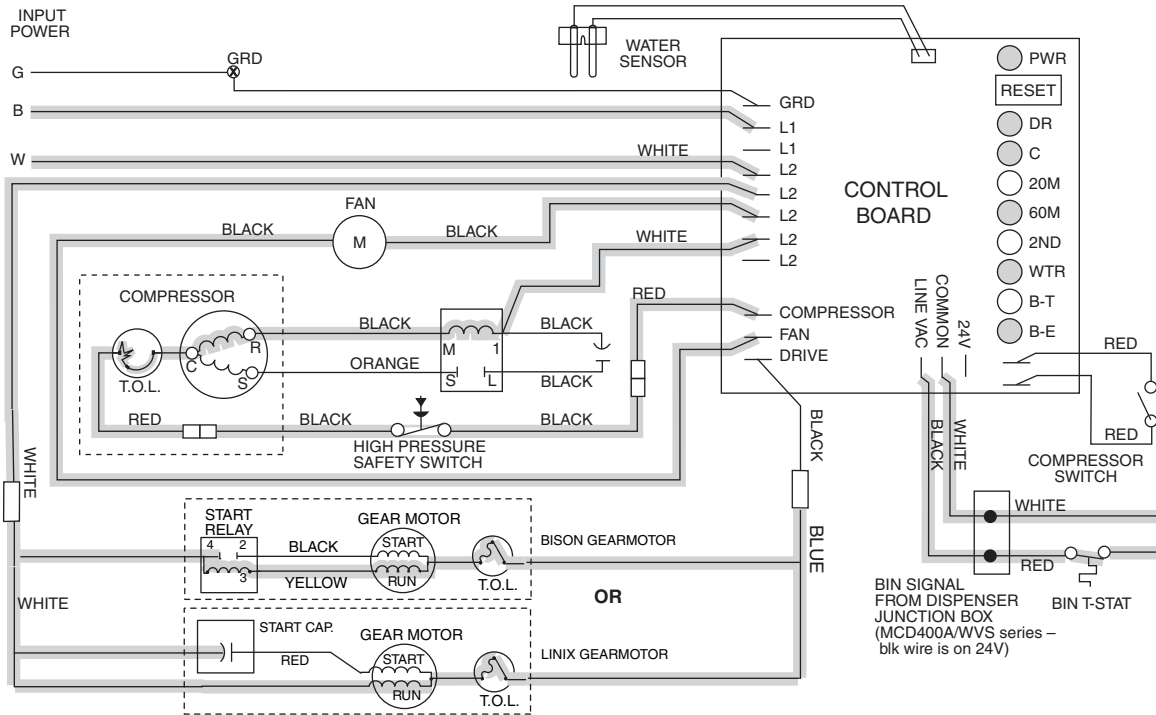 INPUT
POWER
G
GRD
B
W
WATER
SENSOR
WHITE
GRD
L1
L1
L2
L2
L2
L2
L2
COMPRESSOR
FAN
DRIVE
CONTROL
BOARD
PWR
RESET
DR
C
20M
60M
2ND
WTR
B-T
B-E
LINE VAC
COMMON
24V
FAN
M
BLACK
BLACK
WHITE
COMPRESSOR
T.O.L.
C
R
S
BLACK
ORANGE
M
1
S
L
BLACK
BLACK
RED
RED
BLACK
BLACK
HIGH PRESSURE
SAFETY SWITCH
RED
RED
COMPRESSOR
SWITCH
BLACK
WHITE
BLACK
WHITE
WHITE
RED
BIN T-STAT
BIN SIGNAL
FROM DISPENSER
JUNCTION BOX
(MCD400A/WVS series –
blk wire is on 24V)
START
RELAY
4
2
3
BLACK
YELLOW
GEAR MOTOR
START
RUN
T.O.L.
BISON GEARMOTOR
BLUE
OR
WHITE
START CAP.
RED
GEAR MOTOR
START
RUN
T.O.L.
LINIX GEARMOTOR